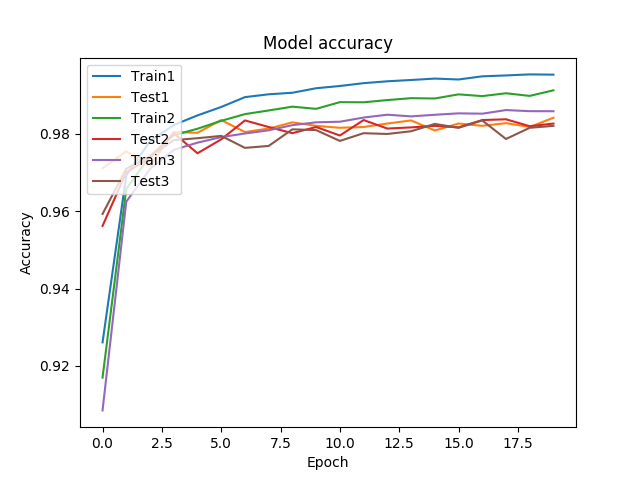 Model accuracy
Train1
Test1
Train2
Test2
Train3
Test3
Accuracy
0.98
0.96
0.94
0.92
0.0 2.5 5.0 7.5 10.0 12.5 15.0 17.5
Epoch